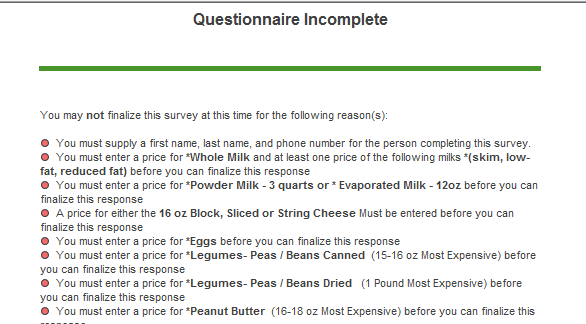 Questionnaire Incomplete
You may not finalize this survey at this time for the following reason(s):
You must supply a first name, last name, and phone number for the person completing this survey.
You must enter a price for *Whole Milk and at least one price of the following milks *(skim, low-
fat, reduced fat) before you can finalize this response
You must enter a price for *Powder Milk - 3 quarts or * Evaporated Milk - 12oz before you can
finalize this response
A price for either the 16 oz Block, Sliced or String Cheese Must be entered before you can
finalize this response
You must enter a price for *Eggs before you can finalize this response
You must enter a price for *Legumes- Peas / Beans Canned (15-16 oz Most Expensive) before
you can finalize this response
You must enter a price for *Legumes- Peas / Beans Dried (1 Pound Most Expensive) before
you can finalize this response
You must enter a price for *Peanut Butter (16-18 oz Most Expensive) before you can finalize this